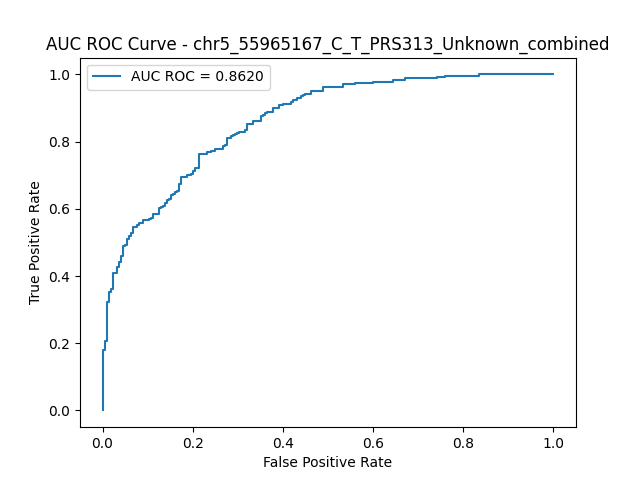 AUC ROC Curve - chr5_55965167_C_T_PRS313_Unknown_combined
AUC ROC = 0.8620
1.0
0.8
0.6
0.4
0.2
0.0
True Positive Rate
0.0 0.2 0.4 0.6 0.8 1.0
False Positive Rate